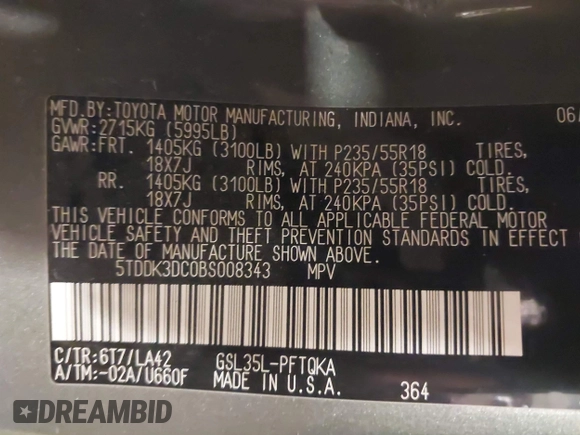 MFD.BY:TOYOTA MOTOR MANUFACTURING, INDIANA, INC. 06/
GVWR:2715KG (5995LB)
GAWR:FRT. 1405KG (3100LB) WITH P235/55R18 TIRES,
18X7J RIMS, AT 240KPA (35PSI) COLD.
RR. 1405KG (3100LB) WITH P235/55R18 TIRES,
18X7J RIMS, AT 240KPA (35PSI) COLD.
THIS VEHICLE CONFORMS TO ALL APPLICABLE FEDERAL MOTOR
VEHICLE SAFETY AND THEFT PREVENTION STANDARDS IN EFFECT
THE DATE OF MANUFACTURE SHOWN ABOVE.
5TDDK3DC0BS008343 MPV
C/TR:6T7/LA42 GSL35L-PFTQKA
A/TM:-02A/U660F MADE IN U.S.A. 364
DREAMBID